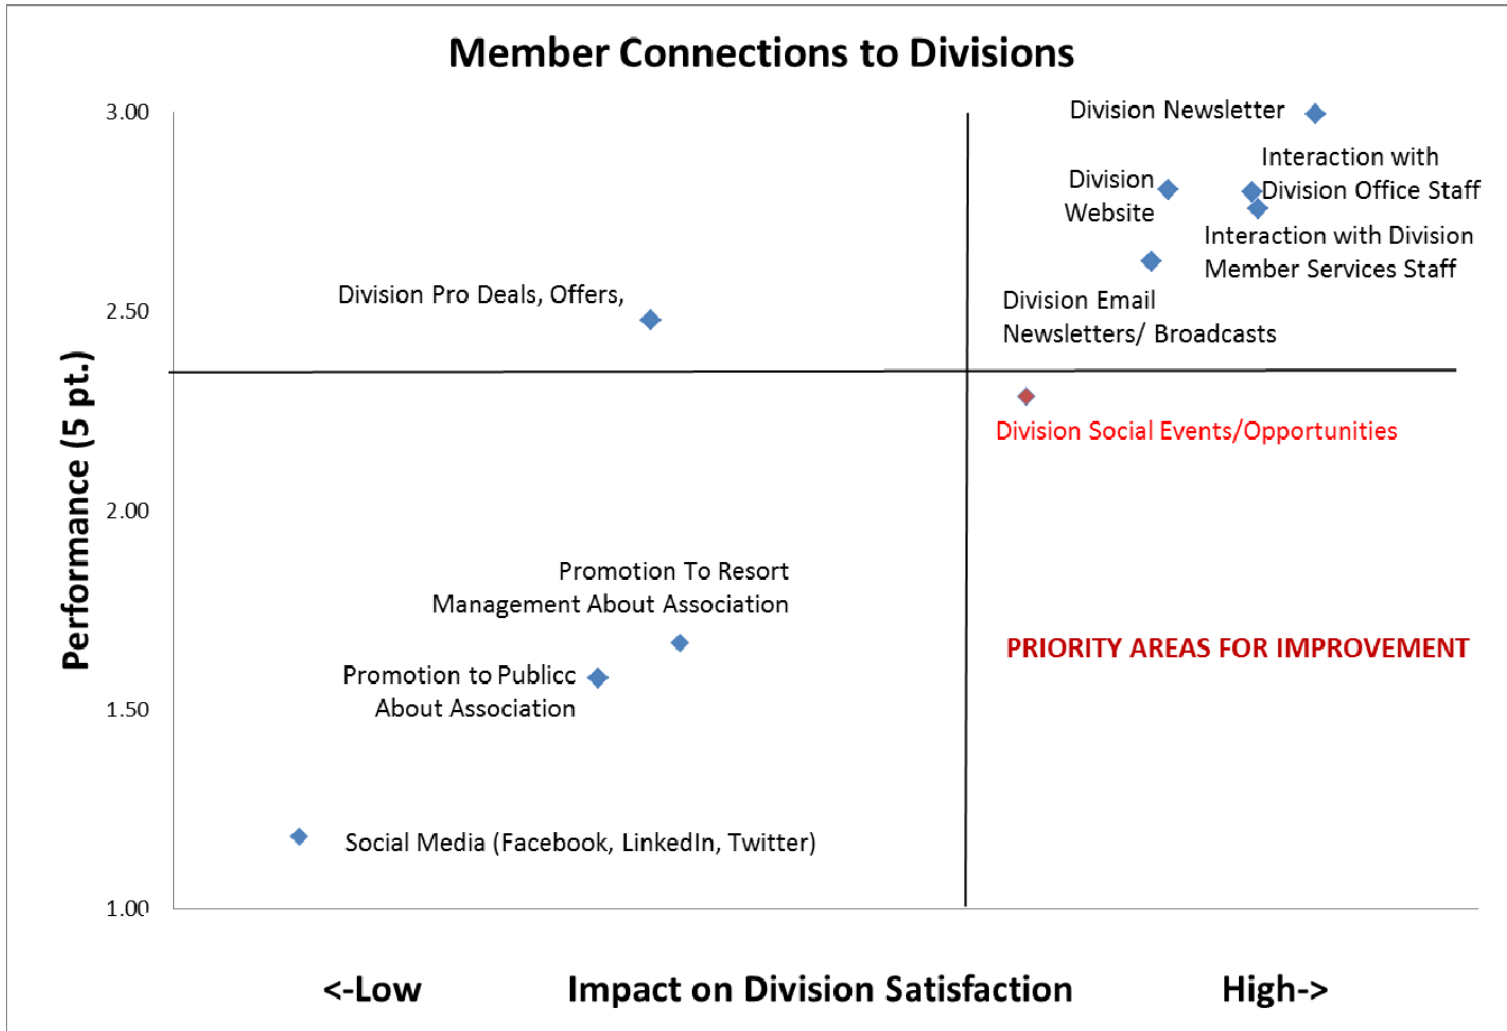 Member Connections to Divisions
3.00
Division Newsletter
Interaction with
Division Office Staff
Division
Website
Interaction with Division
Member Services Staff
Division Pro Deals, Offers,
2.50
Division Email
Newsletters/ Broadcasts
Performance (5 pt.)
Division Social Events/Opportunities
2.00
Promotion To Resort
Management About Association
PRIORITY AREAS FOR IMPROVEMENT
Promotion to Publicc
About Association
1.50
Social Media (Facebook, LinkedIn, Twitter)
1.00
<-Low
Impact on Division Satisfaction
High->